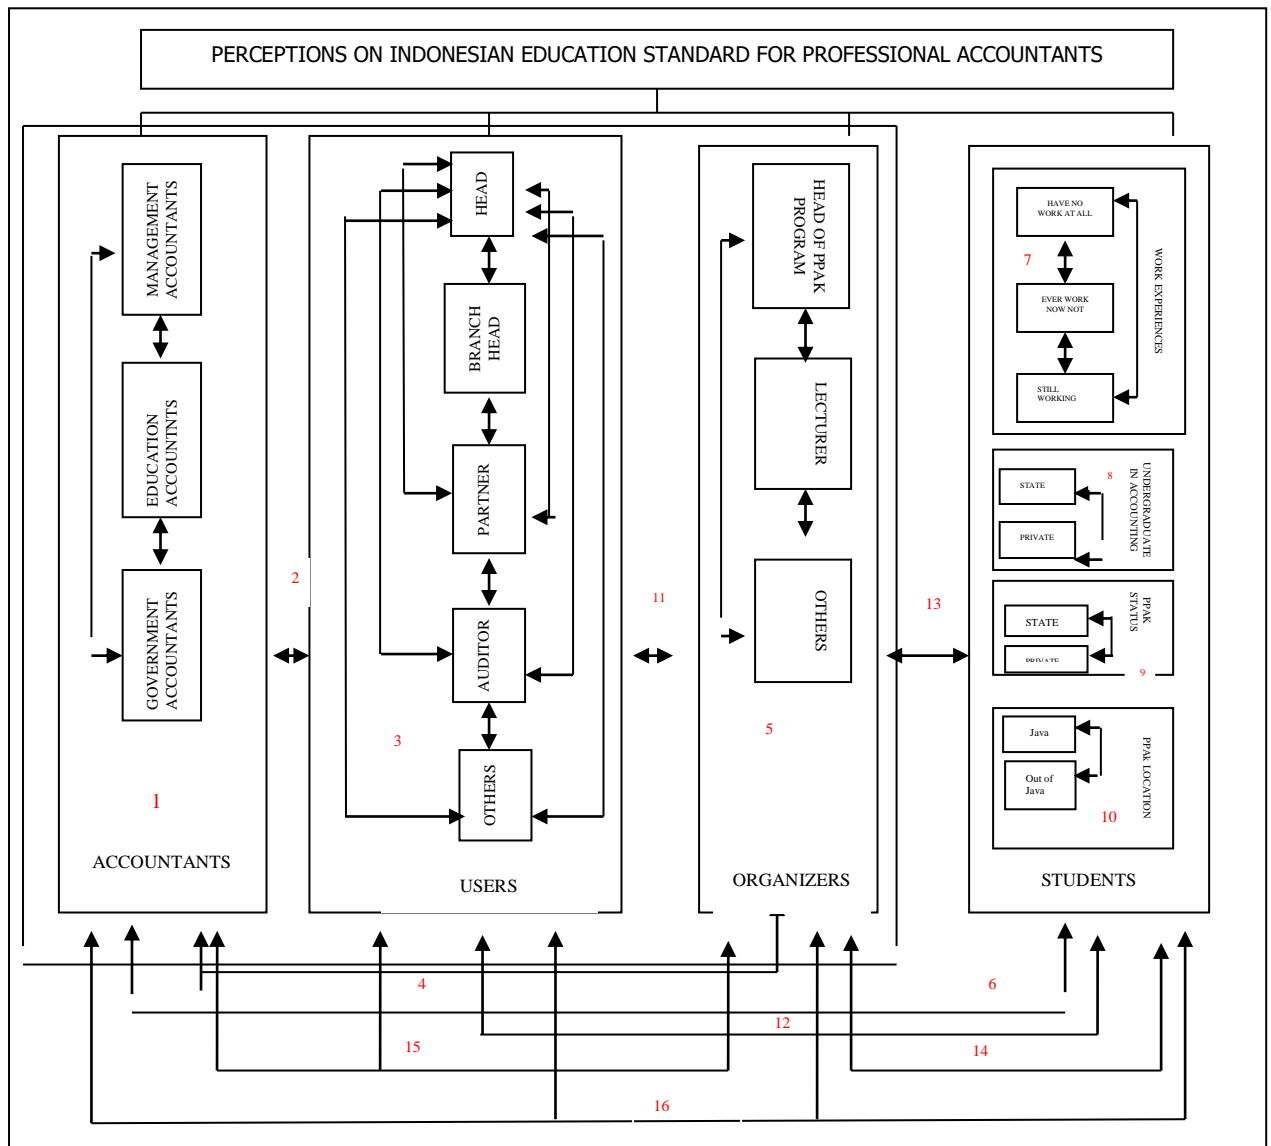 PERCEPTIONS ON INDONESIAN EDUCATION STANDARD FOR PROFESSIONAL ACCOUNTANTS
MANAGEMENT
ACCOUNTANTS
EDUCATION
ACCOUNTNTS
GOVERNMENT
ACCOUNTANTS
1
ACCOUNTANTS
2
HEAD
BRANCH
HEAD
PARTNER
AUDITOR
3
OTHERS
USERS
11
HEAD OF PPAK
PROGRAM
LECTURER
OTHERS
5
ORGANIZERS
13
HAVE NO
WORK AT ALL
7
EVER WORK
NOW NOT
STILL
WORKING
WORK EXPERIENCES
STATE
8
PRIVATE
UNDERGRADUATE
IN ACCOUNTING
STATE
PRIVATE
PPAK
STATUS
9
Java
Out of
Java
10
PPAk LOCATION
STUDENTS
4
6
12
15
14
16